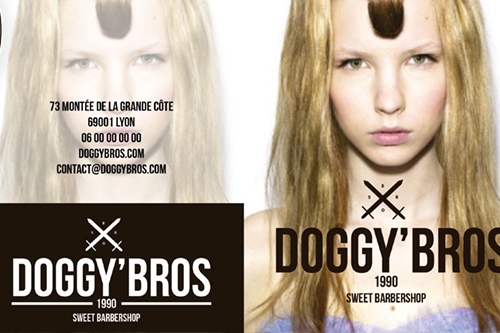 73 MONTÉE DE LA GRANDE CÔTE
69001 LYON
06 00 00 00 00
DOGGYBROS.COM
CONTACT@DOGGYBROS.COM
DOGGY'BROS
1990
SWEET BARBERSHOP
DOGGY'BROS
1990
SWEET BARBERSHOP